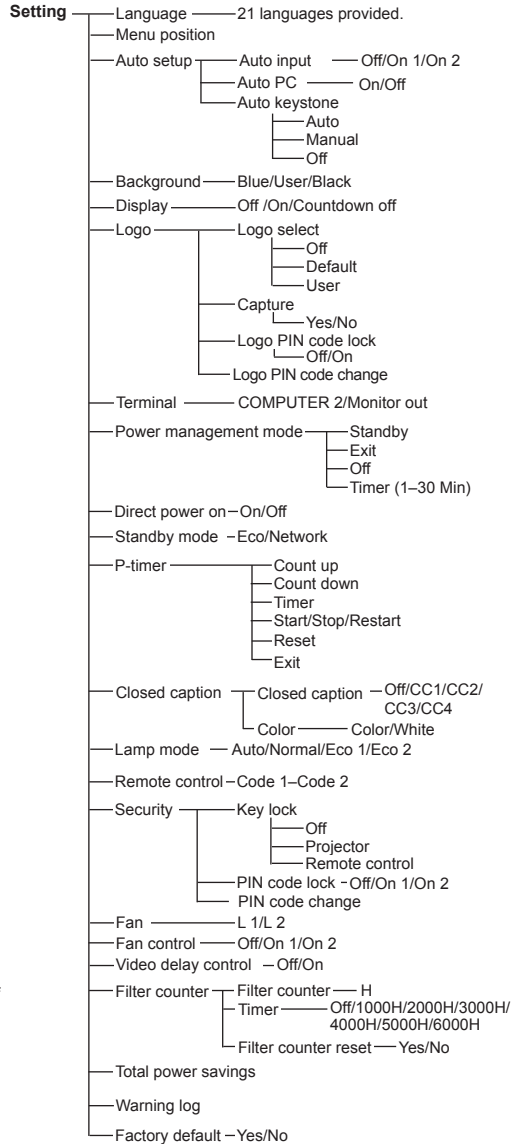 Setting Language 21 languages provided.
Menu position
Auto setup Auto input Off/On 1/On 2
Auto PC On/Off
Auto keystone
Auto
Manual
Off
Background Blue/User/Black
Display Off /On/Countdown off
Logo Logo select
Off
Default
User
Capture
Yes/No
Logo PIN code lock
Off/On
Logo PIN code change
Terminal COMPUTER 2/Monitor out
Power management mode Standby
Exit
Off
Timer (1–30 Min)
Direct power on On/Off
Standby mode Eco/Network
P-timer Count up
Count down
Timer
Start/Stop/Restart
Reset
Exit
Closed caption Closed caption Off/CC1/CC2/
CC3/CC4
Color Color/White
Lamp mode Auto/Normal/Eco 1/Eco 2
Remote control Code 1–Code 2
Security Key lock
Off
Projector
Remote control
PIN code lock Off/On 1/On 2
PIN code change
Fan L 1/L 2
Fan control Off/On 1/On 2
Video delay control Off/On
Filter counter Filter counter H
Timer Off/1000H/2000H/3000H/
4000H/5000H/6000H
Filter counter reset Yes/No
Total power savings
Warning log
Factory default Yes/No